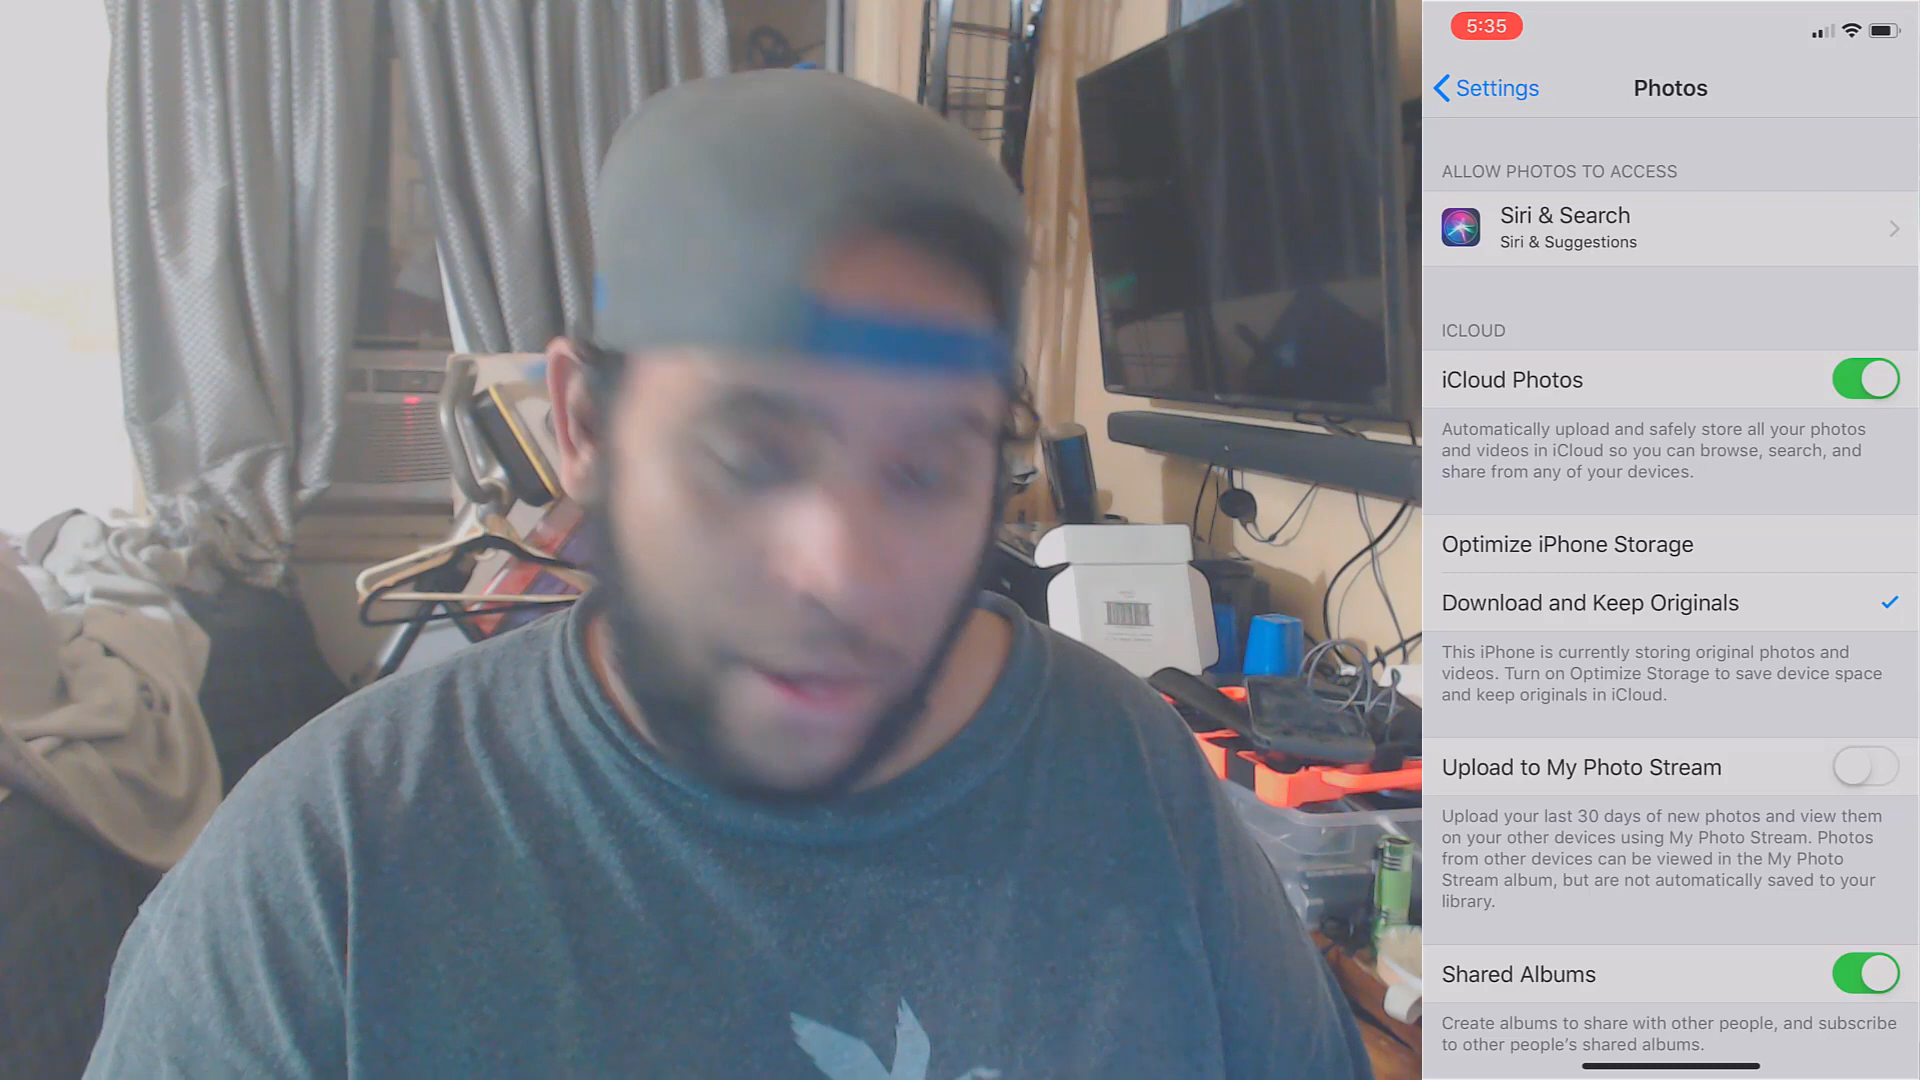 5:35
Settings
Photos
ALLOW PHOTOS TO ACCESS
Siri & Search
Siri & Suggestions
ICLOUD
iCloud Photos
Automatically upload and safely store all your photos
and videos in iCloud so you can browse, search, and
share from any of your devices.
Optimize iPhone Storage
Download and Keep Originals
This iPhone is currently storing original photos and
videos. Turn on Optimize Storage to save device space
and keep originals in iCloud.
Upload to My Photo Stream
Upload your last 30 days of new photos and view them
on your other devices using My Photo Stream. Photos
from other devices can be viewed in the My Photo
Stream album, but are not automatically saved to your
library.
Shared Albums
Create albums to share with other people, and subscribe
to other people’s shared albums.